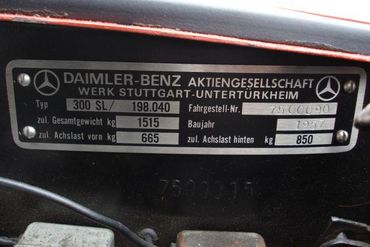 DAIMLER-BENZ AKTIENGESELLSCHAFT
WERK STUTTGART-UNTERTÜRKHEIM
Typ 300 SL/ 198.040 Fahrgestell-Nr.
zul. Gesamtgewicht kg 1515 Baujahr 1957
zul. Achslast vorn kg 665 zul. Achslast hinten kg 850